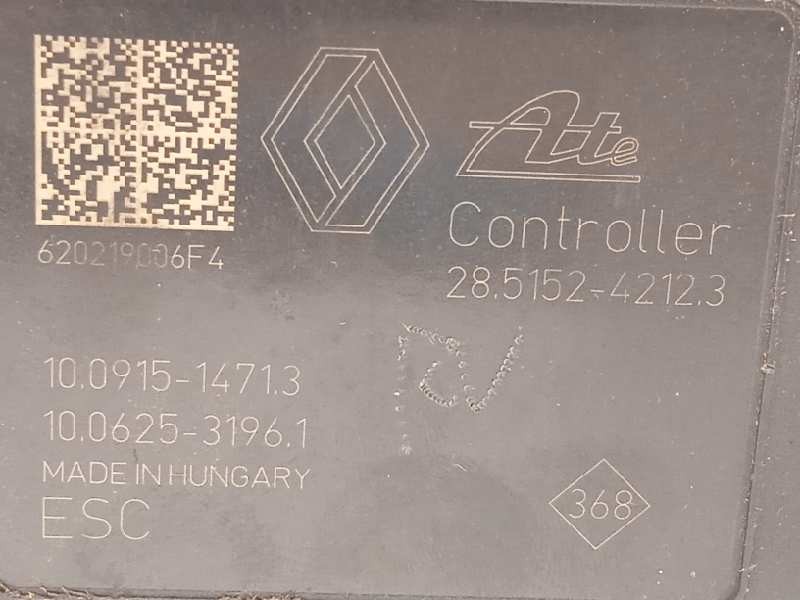 Ate
Controller
28.5152-4212.3
620219006F4
10.0915-1471.3
10.0625-3196.1
MADE IN HUNGARY
ESC
368